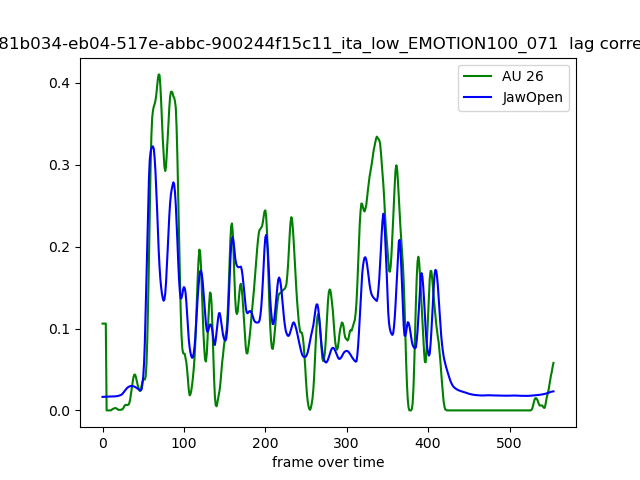 81b034-eb04-517e-abbc-900244f15c11_ita_low_EMOTION100_071 lag corre
AU 26
JawOpen
0.4
0.3
0.2
0.1
0.0
0 100 200 300 400 500
frame over time